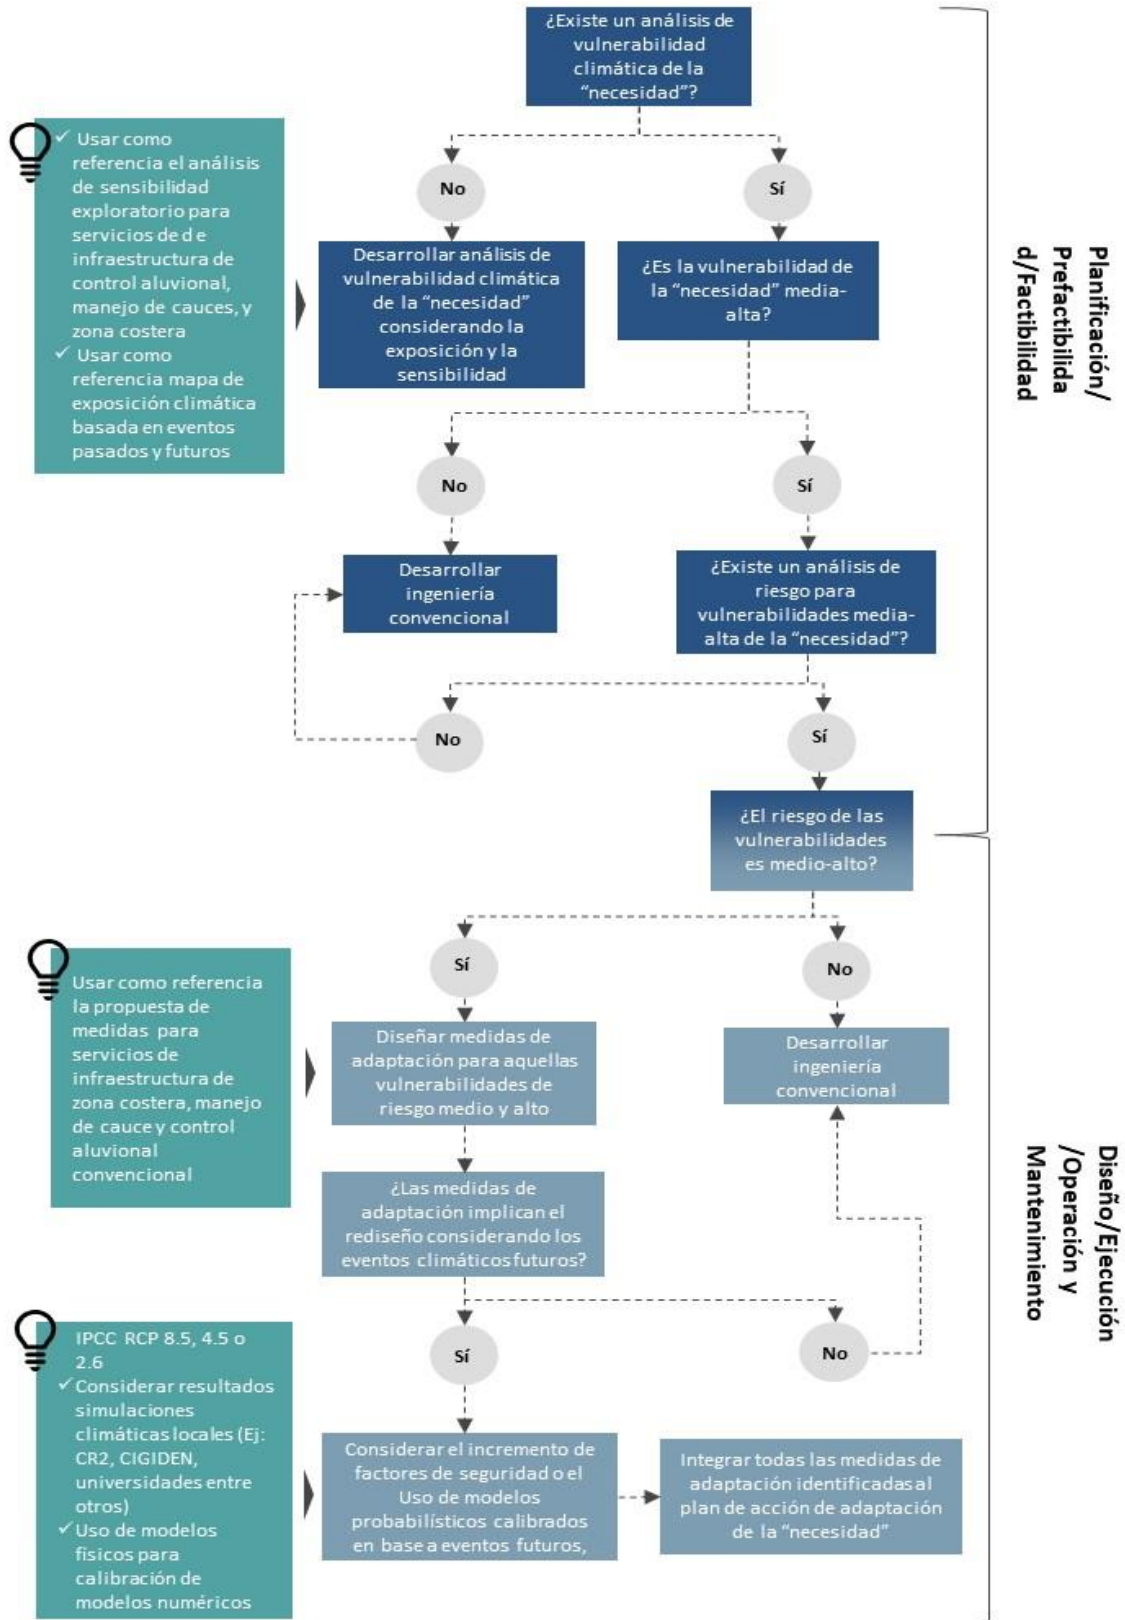 ¿Existe un análisis de
vulnerabilidad
climática de la
“necesidad”?
No
Sí
✓ Usar como
referencia el análisis
de sensibilidad
exploratorio para
servicios de d e
infraestructura de
control aluvional,
manejo de cauces, y
zona costera
✓ Usar como
referencia mapa de
exposición climática
basada en eventos
pasados y futuros
Desarrollar análisis de
vulnerabilidad climática
de la “necesidad”
considerando la
exposición y la
sensibilidad
¿Es la vulnerabilidad de
la “necesidad” media-
alta?
Planificación/
Prefactibilida
d/Factibilidad
No
Sí
Desarrollar
ingeniería
convencional
¿Existe un análisis de
riesgo para
vulnerabilidades media-
alta de la “necesidad”?
No
Sí
¿El riesgo de las
vulnerabilidades
es medio-alto?
Sí
No
Usar como referencia
la propuesta de
medidas para
servicios de
infraestructura de
zona costera, manejo
de cauce y control
aluvional
convencional
Diseñar medidas de
adaptación para aquellas
vulnerabilidades de
riesgo medio y alto
Desarrollar
ingeniería
convencional
¿Las medidas de
adaptación implican el
rediseño considerando los
eventos climáticos futuros?
Diseño/Ejecución
/Operación y
Mantenimiento
Sí
No
IPCC RCP 8.5, 4.5 o
2.6
✓ Considerar resultados
simulaciones
climáticas locales (Ej:
CR2, CIGIDEN,
universidades entre
otros)
✓ Uso de modelos
físicos para
calibración de
modelos numéricos
Considerar el incremento de
factores de seguridad o el
Uso de modelos
probabilísticos calibrados
en base a eventos futuros,
Integrar todas las medidas de
adaptación identificadas al
plan de acción de adaptación
de la “necesidad”